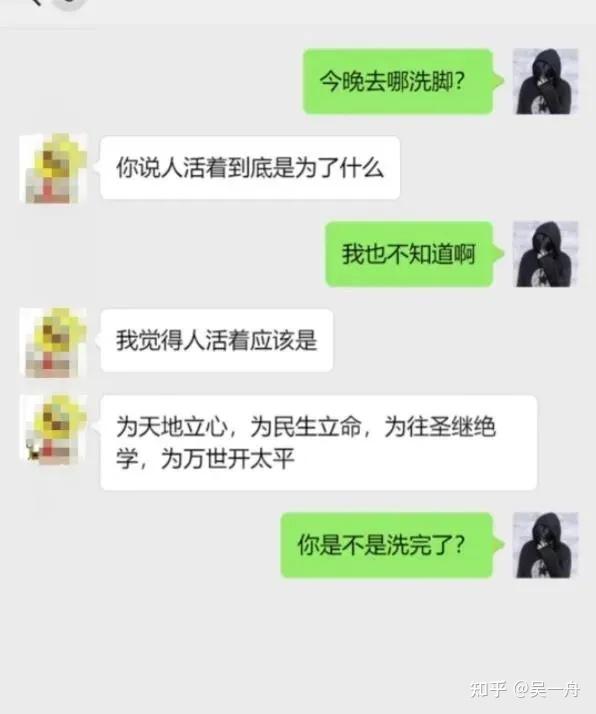 今晚去哪洗脚?
你说人活着到底是为了什么
我也不知道啊
我觉得人活着应该是
为天地立心，为民生立命，为往圣继绝
学，为万世开太平
你是不是洗完了?
知乎 @吴一舟